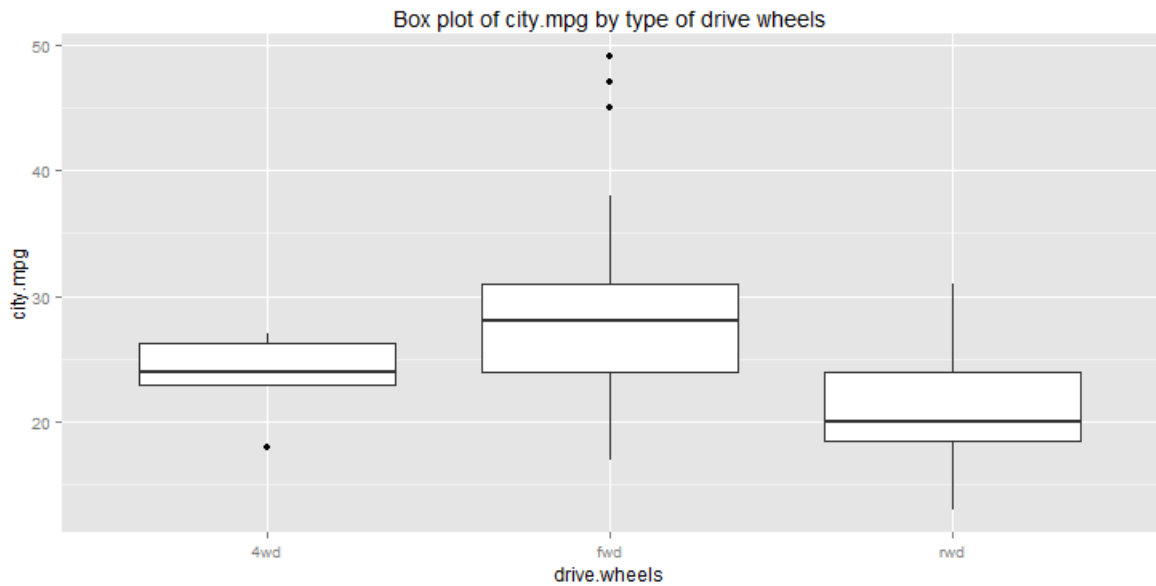 Box plot of city.mpg by type of drive wheels
50
40
30
20
city.mpg
4wd
fwd
rwd
drive.wheels